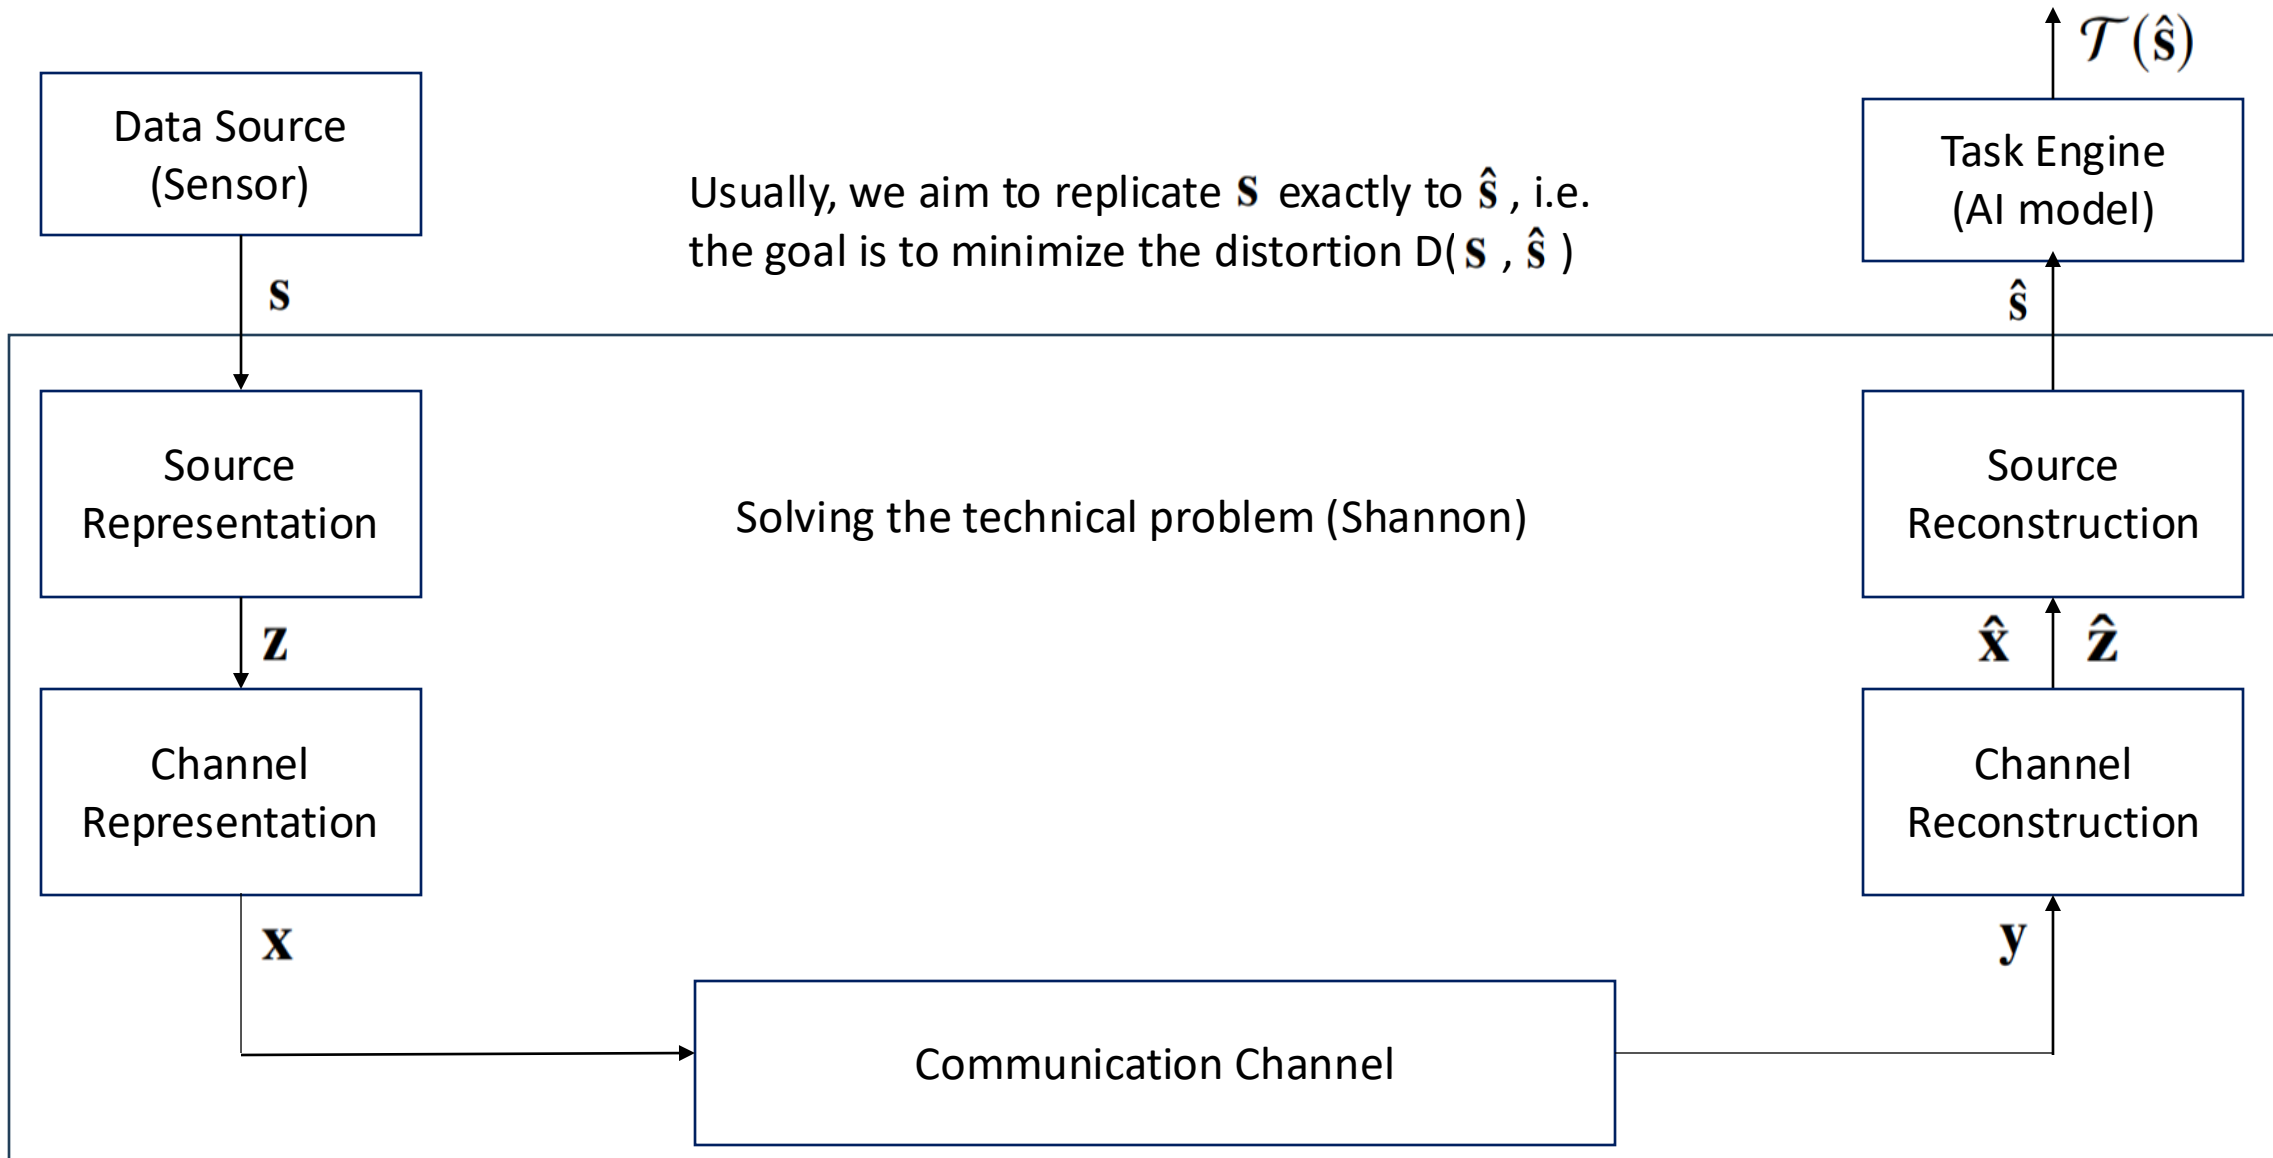 𝒯(ŝ)
Data Source
(Sensor)
Task Engine
(AI model)
Usually, we aim to replicate s exactly to ŝ , i.e.
the goal is to minimize the distortion D( s , ŝ )
s
ŝ
Source
Representation
Solving the technical problem (Shannon)
Source
Reconstruction
z
x̂ ẑ
Channel
Representation
Channel
Reconstruction
x
y
Communication Channel